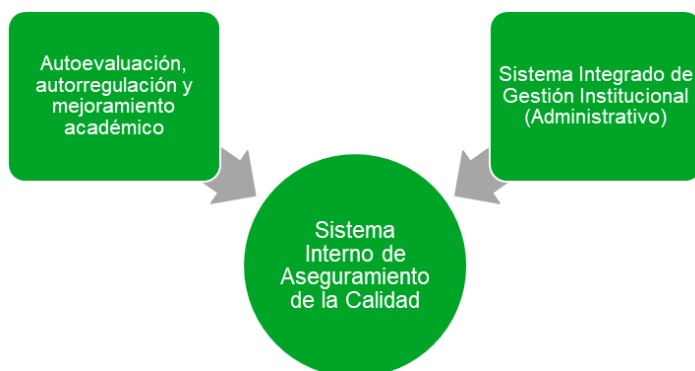 Autoevaluación,
autorregulación y
mejoramiento
académico
Sistema Integrado de
Gestión Institucional
(Administrativo)
Sistema
Interno de
Aseguramiento
de la Calidad